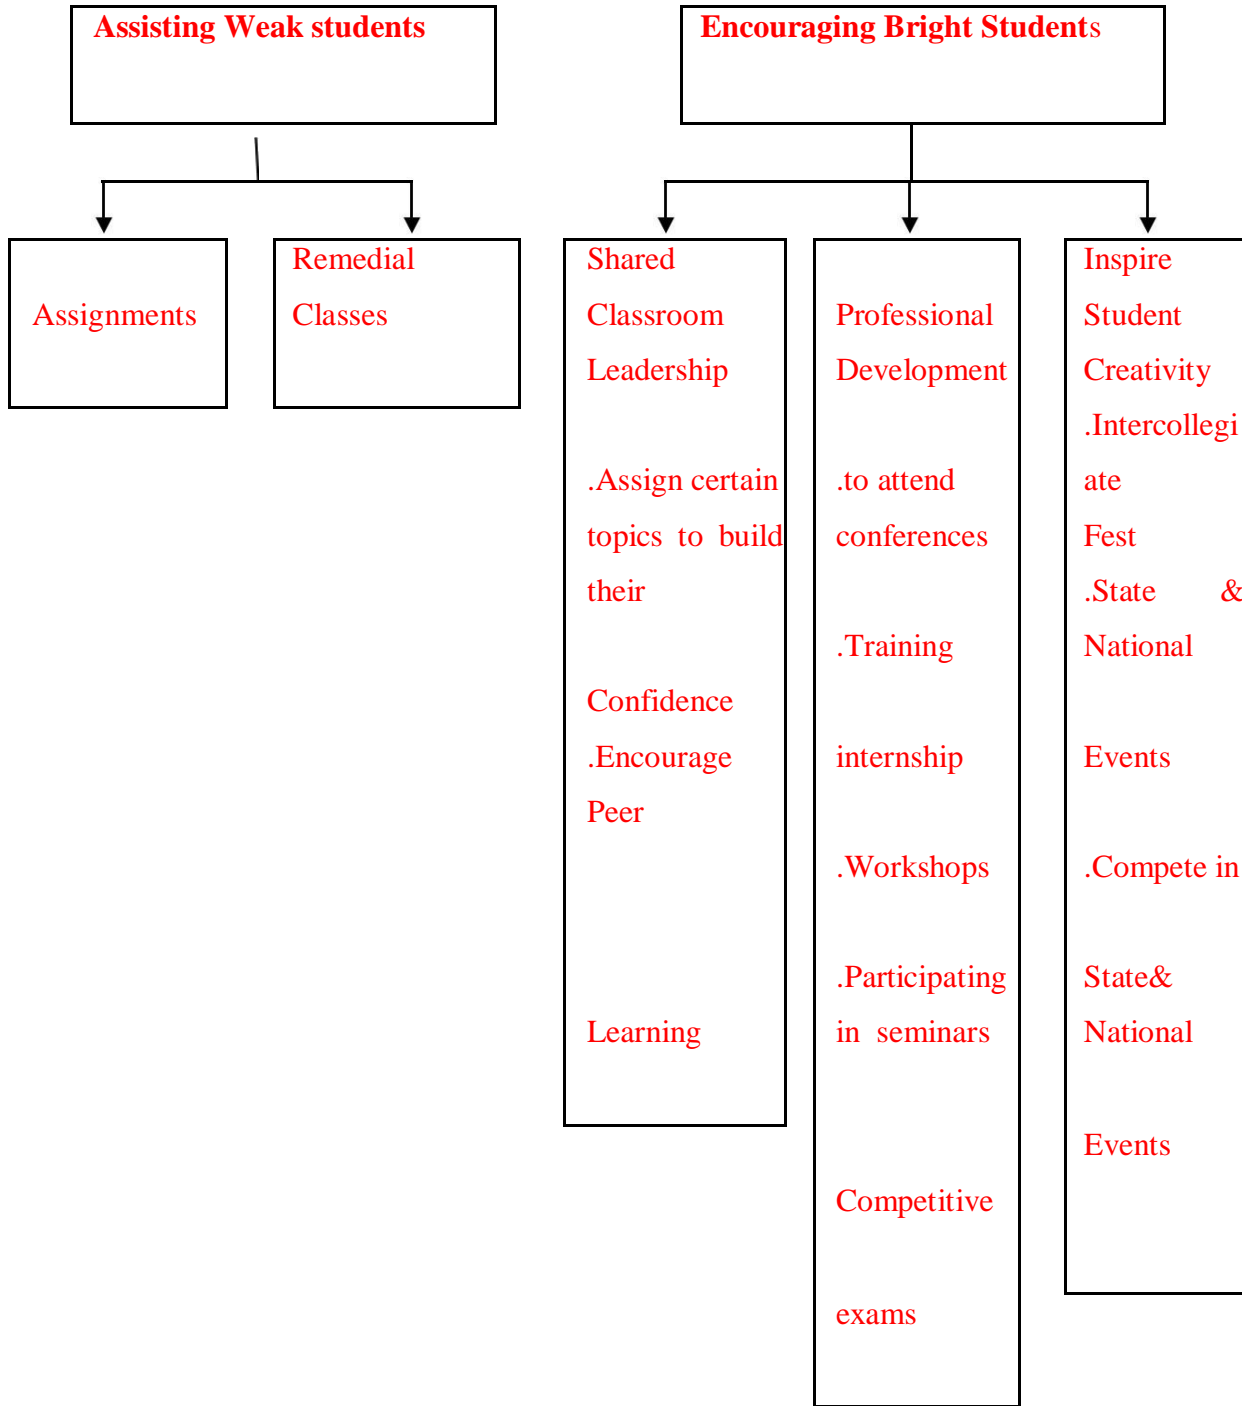 Assisting Weak students
Encouraging Bright Students
Assignments
Remedial
Classes
Shared
Classroom
Leadership
.Assign certain
topics to build
their
Confidence
.Encourage
Peer
Learning
Professional
Development
.to attend
conferences
.Training
internship
.Workshops
.Participating
in seminars
Competitive
exams
Inspire
Student
Creativity
.Intercollegi
ate
Fest
.State &
National
Events
.Compete in
State&
National
Events